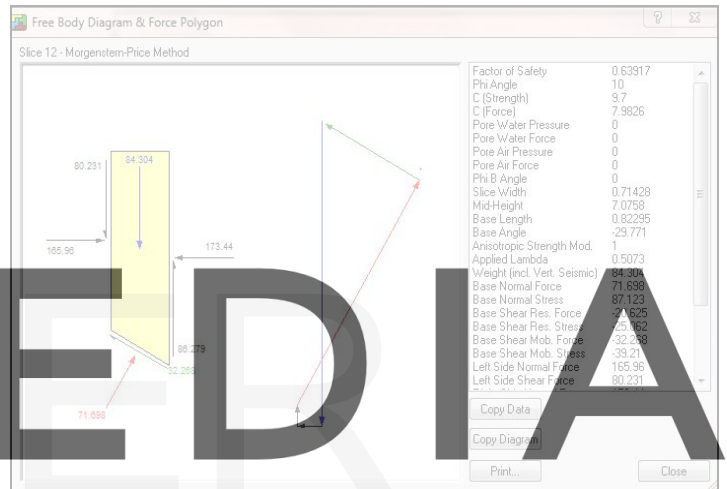 Free Body Diagram & Force Polygon
Slice 12 - Morgenstern-Price Method
80.231
84.304
165.96
173.44
86.279
32.268
71.698
Factor of Safety 0.63917
Phi Angle 10
C (Strength) 9.7
C (Force) 7.9826
Pore Water Pressure 0
Pore Water Force 0
Pore Air Pressure 0
Pore Air Force 0
Phi B Angle 0
Slice Width 0.71428
Mid-Height 7.0758
Base Length 0.82295
Base Angle -29.771
Anisotropic Strength Mod. 1
Applied Lambda 0.5073
Weight (incl. Vert. Seismic) 84.304
Base Normal Force 71.698
Base Normal Stress 87.123
Base Shear Res. Force -20.625
Base Shear Res. Stress -25.062
Base Shear Mob. Force -32.268
Base Shear Mob. Stress -39.21
Left Side Normal Force 165.96
Left Side Shear Force 80.231
Copy Data
Copy Diagram
Print...
Close
EDIA
ER